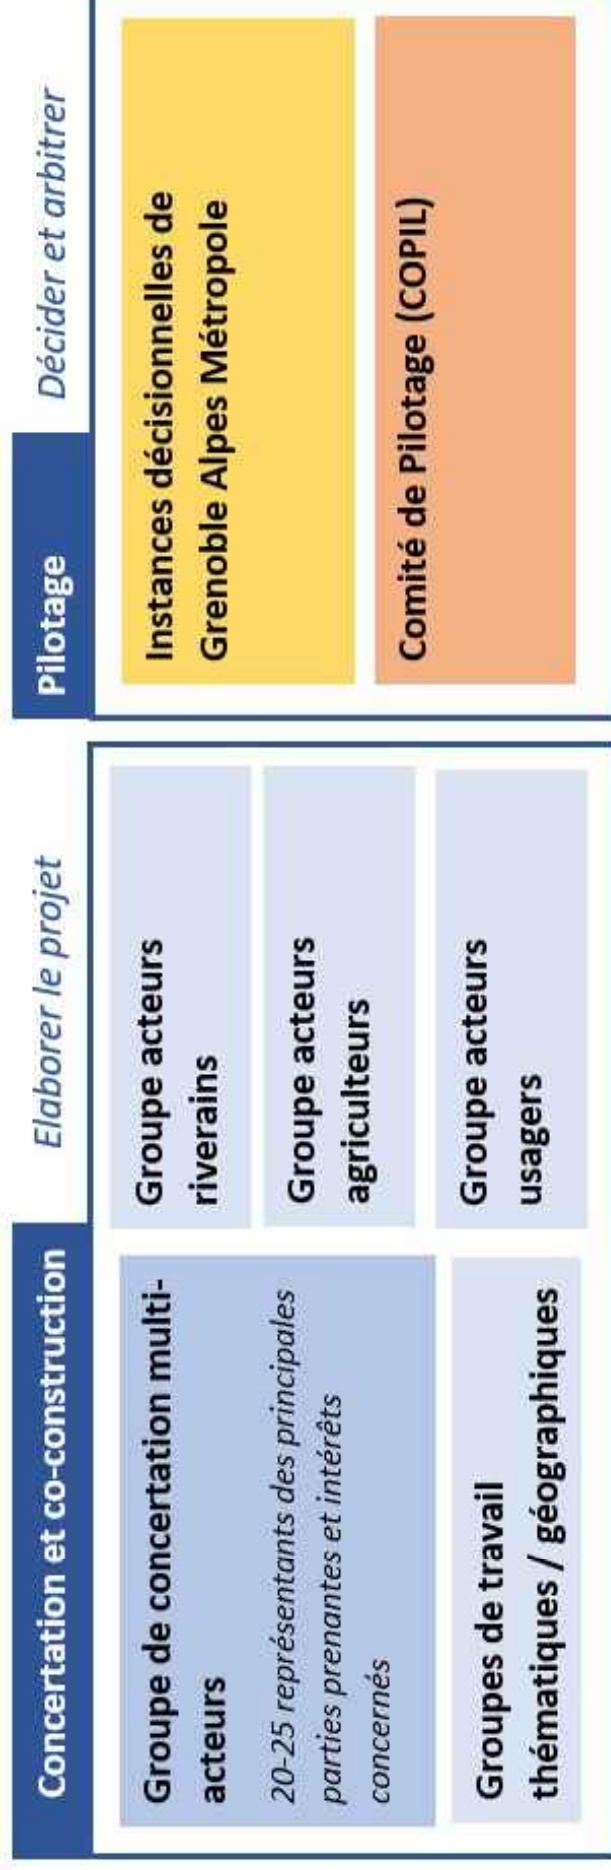 Concertation et co-construction
Elaborer le projet
Groupe de concertation multi-
acteurs
20-25 représentants des principales
parties prenantes et intérêts
concernés
Groupes de travail
thématiques / géographiques
Groupe acteurs
riverains
Groupe acteurs
agriculteurs
Groupe acteurs
usagers
Pilotage
Décider et arbitrer
Instances décisionnelles de
Grenoble Alpes Métropole
Comité de Pilotage (COPIL)